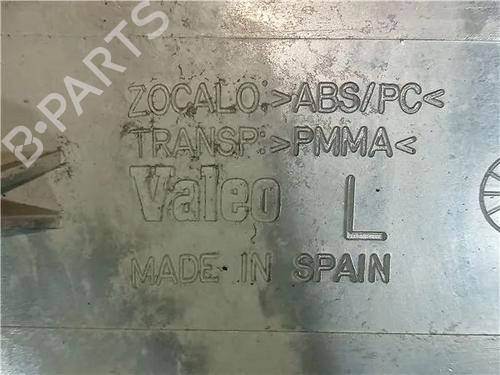 B-PARTS
ZOCALO:>ABS/PC<
TRANSP:>PMMA<
Valeo L
MADE IN SPAIN